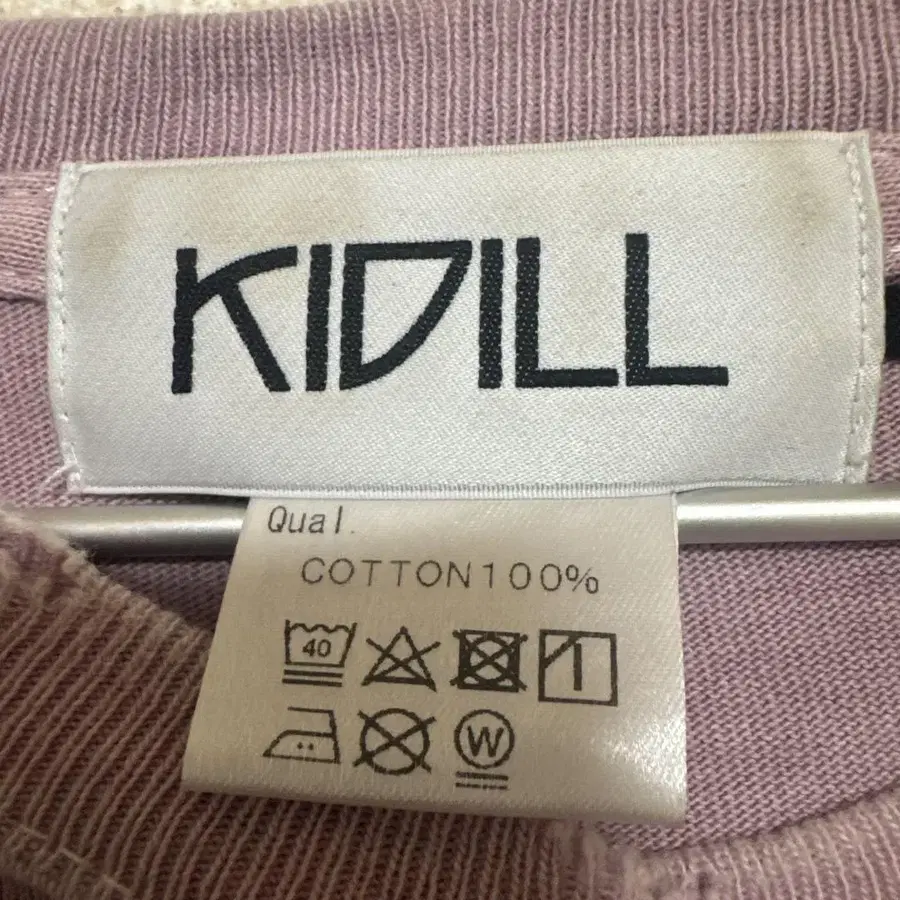 KIDILL
Qual.
COTTON100%
40
W